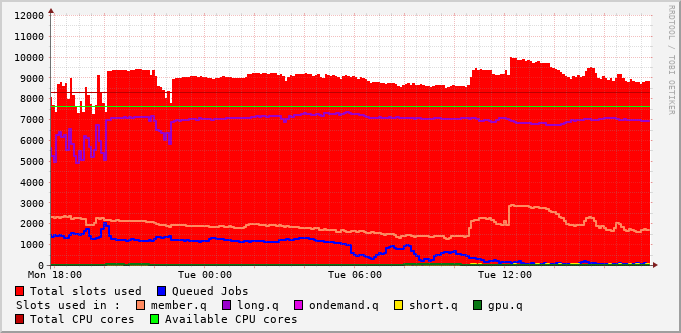 12000
11000
10000
9000
8000
7000
6000
5000
4000
3000
2000
1000
0
Mon 18:00 Tue 00:00 Tue 06:00 Tue 12:00
RRDTOOL / TOBI OETIKER
Total slots used Queued Jobs
Slots used in : member.q long.q ondemand.q short.q gpu.q
Total CPU cores Available CPU cores